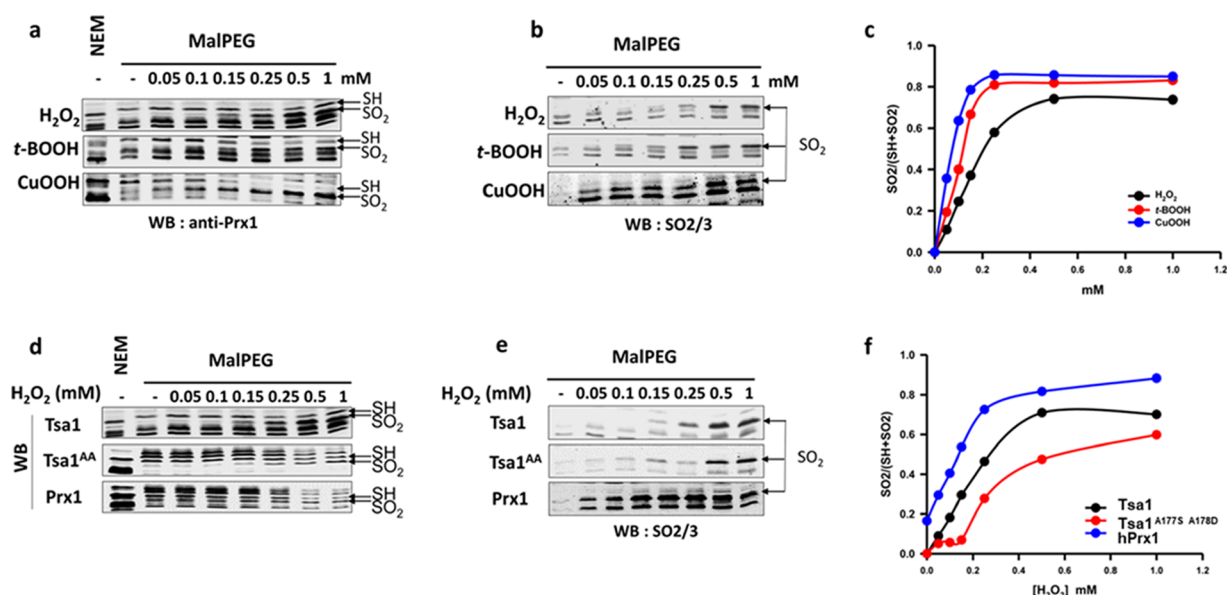 a
NEM
MalPEG
- - 0.05 0.1 0.15 0.25 0.5 1 mM
H₂O₂
SH
SO₂
t-BOOH
SH
SO₂
CuOOH
SH
SO₂
WB : anti-Prx1
b
MalPEG
- 0.05 0.1 0.15 0.25 0.5 1 mM
H₂O₂
t-BOOH
SO₂
CuOOH
WB : SO2/3
c
SO2/(SH+SO2)
1.0
0.8
0.6
0.4
0.2
0.0
H₂O₂
t-BOOH
CuOOH
0.0 0.2 0.4 0.6 0.8 1.0 1.2
mM
d
NEM
MalPEG
H₂O₂ (mM) - - 0.05 0.1 0.15 0.25 0.5 1
WB
Tsa1
SH
SO₂
Tsa1ᴬᴬ
SH
SO₂
Prx1
SH
SO₂
e
MalPEG
H₂O₂ (mM) - 0.05 0.1 0.15 0.25 0.5 1
Tsa1
Tsa1ᴬᴬ
SO₂
Prx1
WB : SO2/3
f
SO2/(SH+SO2)
1.0
0.8
0.6
0.4
0.2
0.0
Tsa1
Tsa1 A177S A178D
hPrx1
0.0 0.2 0.4 0.6 0.8 1.0 1.2
[H₂O₂] mM